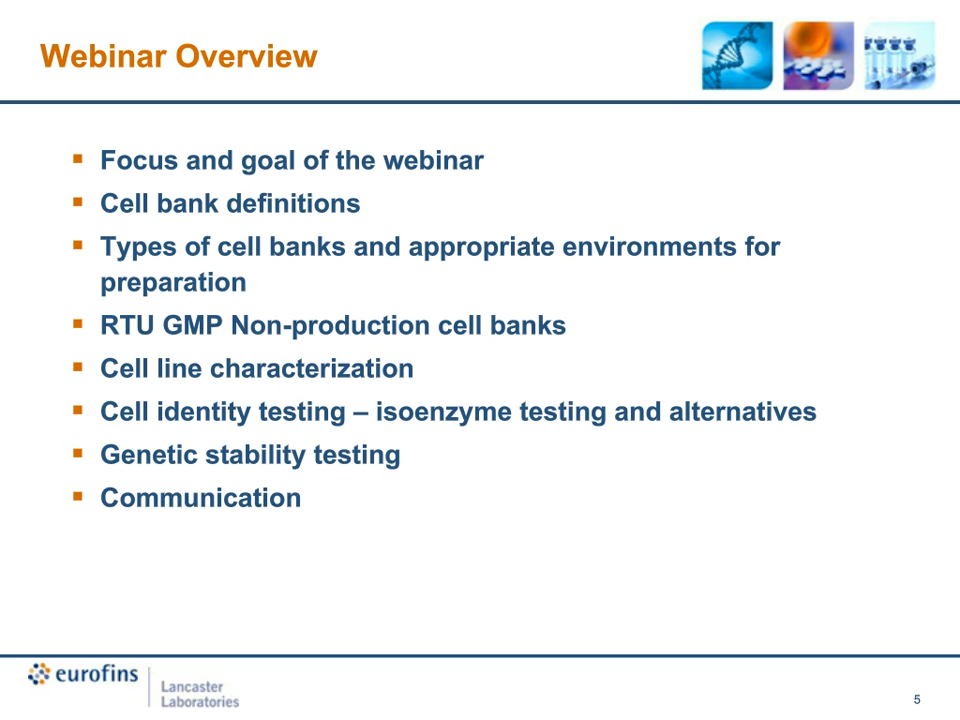 Webinar Overview
▪ Focus and goal of the webinar
▪ Cell bank definitions
▪ Types of cell banks and appropriate environments for
preparation
▪ RTU GMP Non-production cell banks
▪ Cell line characterization
▪ Cell identity testing – isoenzyme testing and alternatives
▪ Genetic stability testing
▪ Communication
eurofins
Lancaster
Laboratories
5